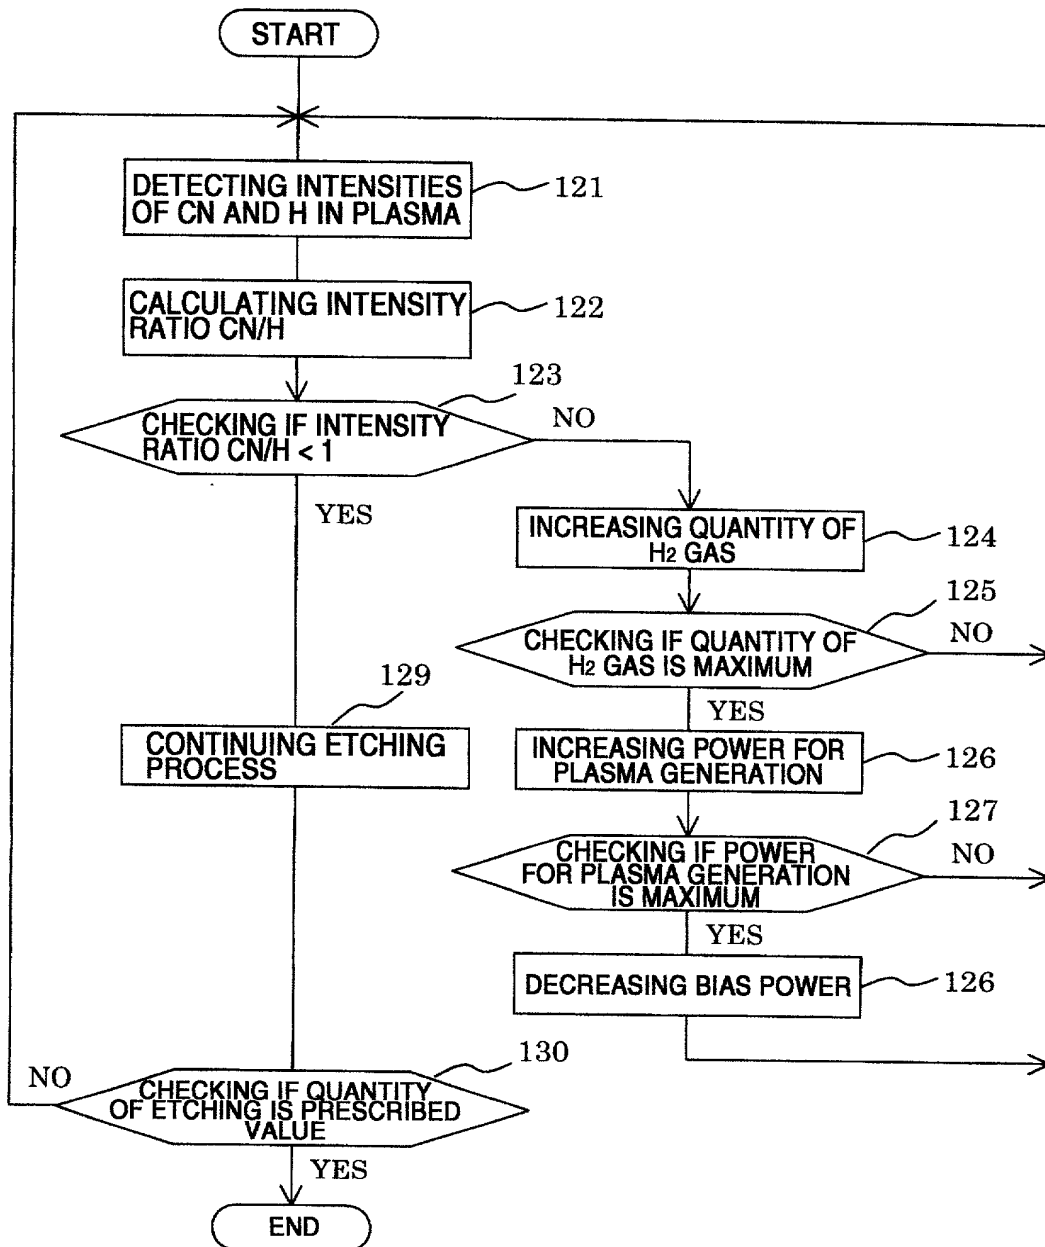 START
DETECTING INTENSITIES
OF CN AND H IN PLASMA
121
CALCULATING INTENSITY
RATIO CN/H
122
123
CHECKING IF INTENSITY
RATIO CN/H < 1
NO
YES
INCREASING QUANTITY OF
H2 GAS
124
125
CHECKING IF QUANTITY OF
H2 GAS IS MAXIMUM
NO
YES
129
CONTINUING ETCHING
PROCESS
INCREASING POWER FOR
PLASMA GENERATION
126
127
CHECKING IF POWER
FOR PLASMA GENERATION
IS MAXIMUM
NO
YES
DECREASING BIAS POWER
126
130
NO
CHECKING IF QUANTITY
OF ETCHING IS PRESCRIBED
VALUE
YES
END